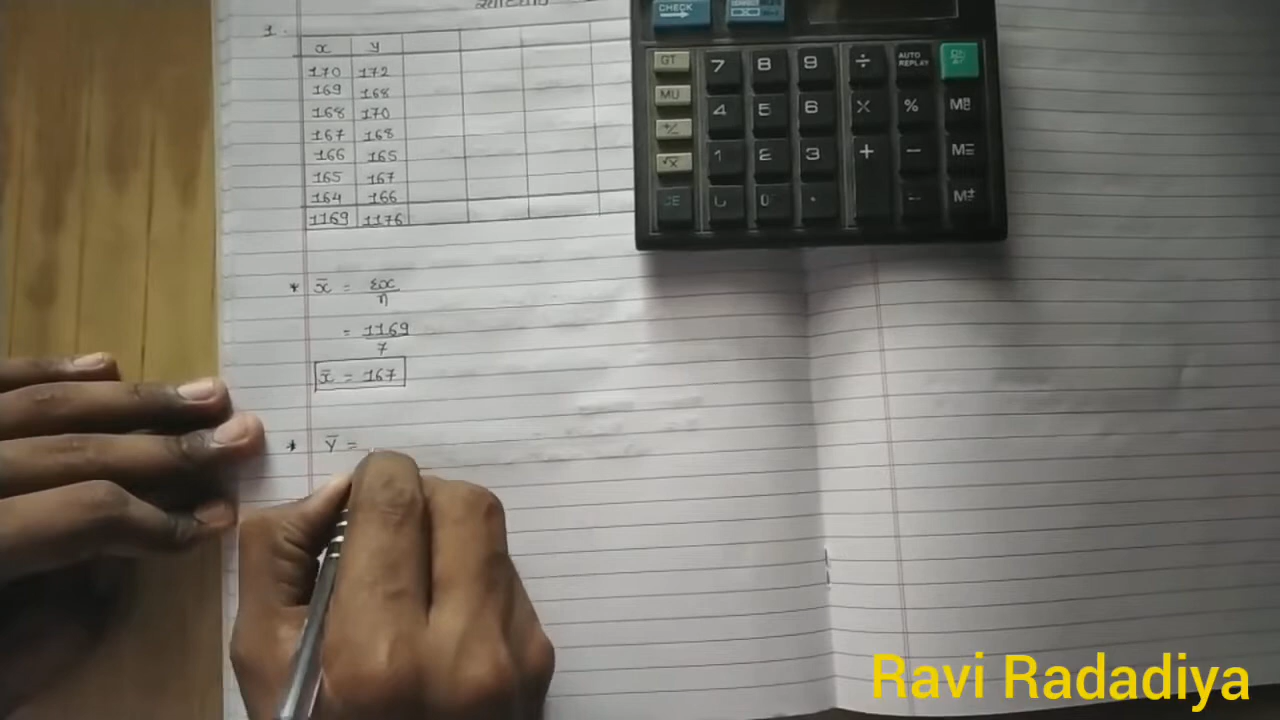 1.
x y
170 172
169 168
168 170
167 168
166 165
165 167
164 166
1169 1176
* x̄ = Σx/n
= 1169/7
x̄ = 167
* ȳ =
CHECK
GT 7 8 9 ÷ AUTO REPLAY
MU 4 5 6 X % MR
+/- 1 2 3 + − M=
√x 0 . = M±
Ravi Radadiya